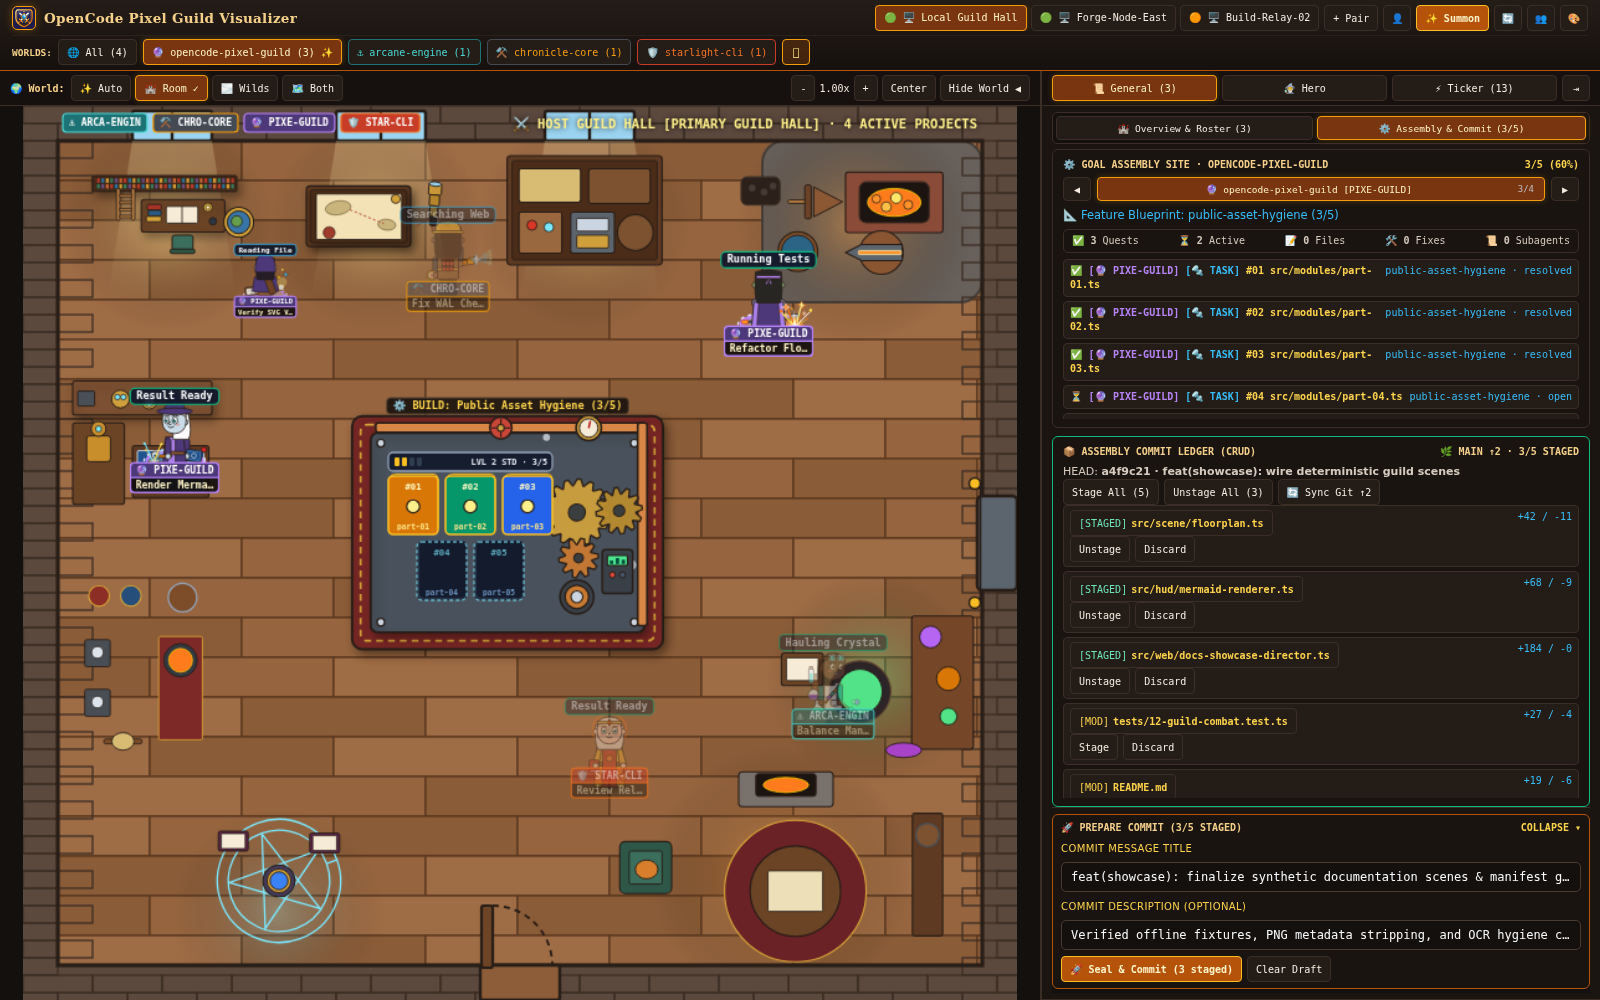 OpenCode Pixel Guild Visualizer
Local Guild Hall
Forge-Node-East
Build-Relay-02
+ Pair
Summon
WORLDS:
All (4)
opencode-pixel-guild (3)
arcane-engine (1)
chronicle-core (1)
starlight-cli (1)
World:
Auto
Room ✓
Wilds
Both
-
1.00x
+
Center
Hide World ◀
General (3)
Hero
Ticker (13)
ARCA-ENGIN
CHRO-CORE
PIXE-GUILD
STAR-CLI
HOST GUILD HALL [PRIMARY GUILD HALL] · 4 ACTIVE PROJECTS
Searching Web
CHRO-CORE
Fix WAL Che…
Reading File
PIXE-GUILD
Verify SVG V…
Running Tests
PIXE-GUILD
Refactor Flo…
Result Ready
PIXE-GUILD
Render Merma…
BUILD: Public Asset Hygiene (3/5)
LVL 2 STD · 3/5
#01
#02
#03
part-01
part-02
part-03
#04
#05
part-04
part-05
Hauling Crystal
ARCA-ENGIN
Balance Man…
Result Ready
STAR-CLI
Review Rel…
Overview & Roster (3)
Assembly & Commit (3/5)
GOAL ASSEMBLY SITE · OPENCODE-PIXEL-GUILD
3/5 (60%)
◀
opencode-pixel-guild [PIXE-GUILD]
3/4
▶
Feature Blueprint: public-asset-hygiene (3/5)
3 Quests
2 Active
0 Files
0 Fixes
0 Subagents
[PIXE-GUILD] [TASK] #01 src/modules/part-01.ts
public-asset-hygiene · resolved
[PIXE-GUILD] [TASK] #02 src/modules/part-02.ts
public-asset-hygiene · resolved
[PIXE-GUILD] [TASK] #03 src/modules/part-03.ts
public-asset-hygiene · resolved
[PIXE-GUILD] [TASK] #04 src/modules/part-04.ts
public-asset-hygiene · open
ASSEMBLY COMMIT LEDGER (CRUD)
MAIN ↑2 · 3/5 STAGED
HEAD: a4f9c21 · feat(showcase): wire deterministic guild scenes
Stage All (5)
Unstage All (3)
Sync Git ↑2
[STAGED] src/scene/floorplan.ts
+42 / -11
Unstage
Discard
[STAGED] src/hud/mermaid-renderer.ts
+68 / -9
Unstage
Discard
[STAGED] src/web/docs-showcase-director.ts
+184 / -0
Unstage
Discard
[MOD] tests/12-guild-combat.test.ts
+27 / -4
Stage
Discard
[MOD] README.md
+19 / -6
PREPARE COMMIT (3/5 STAGED)
COLLAPSE ▾
COMMIT MESSAGE TITLE
feat(showcase): finalize synthetic documentation scenes & manifest g…
COMMIT DESCRIPTION (OPTIONAL)
Verified offline fixtures, PNG metadata stripping, and OCR hygiene c…
Seal & Commit (3 staged)
Clear Draft